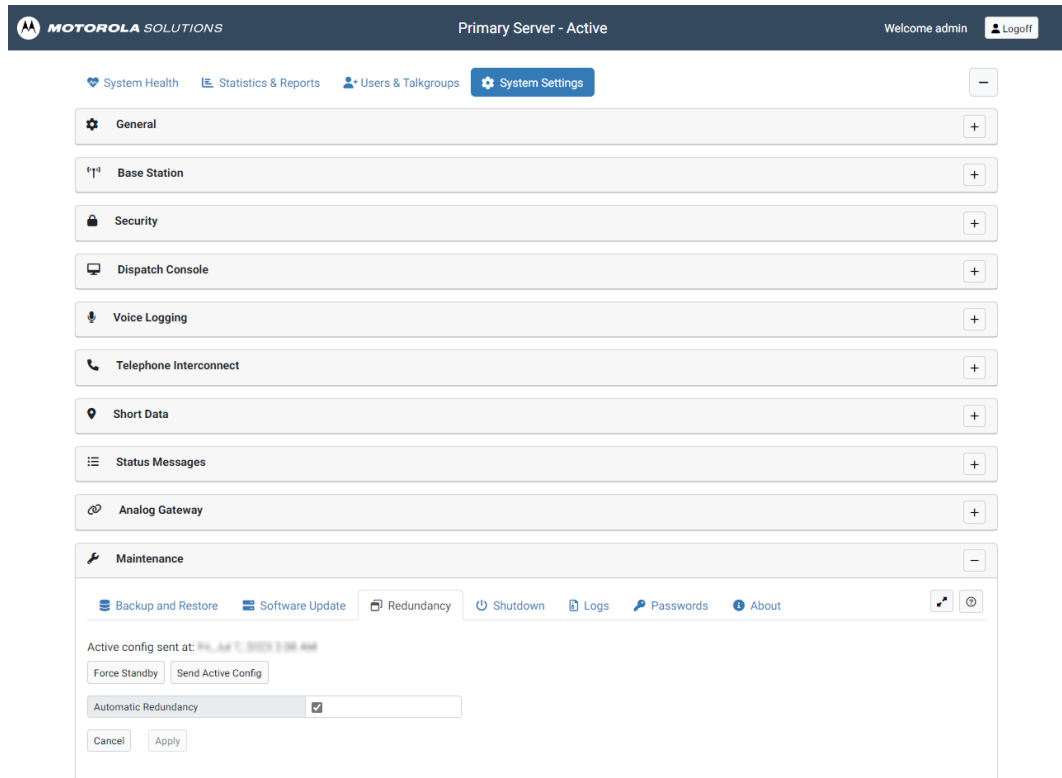 MOTOROLA SOLUTIONS Primary Server - Active Welcome admin Logoff
System Health Statistics & Reports Users & Talkgroups System Settings
General
Base Station
Security
Dispatch Console
Voice Logging
Telephone Interconnect
Short Data
Status Messages
Analog Gateway
Maintenance
Backup and Restore Software Update Redundancy Shutdown Logs Passwords About
Active config sent at:
Force Standby Send Active Config
Automatic Redundancy
Cancel Apply